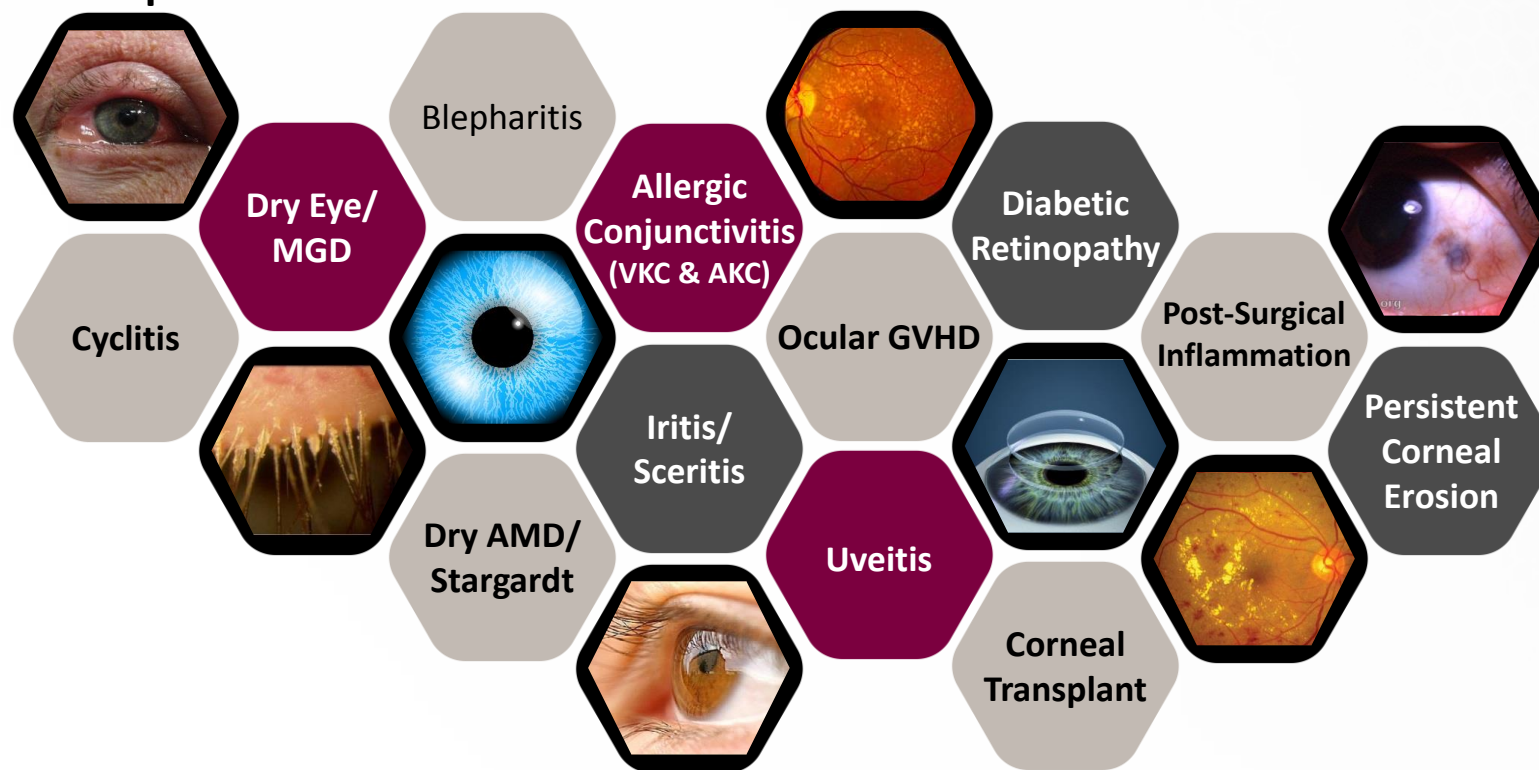 Blepharitis
Dry Eye/
MGD
Allergic
Conjunctivitis
(VKC & AKC)
Diabetic
Retinopathy
Cyclitis
Ocular GVHD
Post-Surgical
Inflammation
org
Iritis/
Sceritis
Persistent
Corneal
Erosion
Dry AMD/
Stargardt
Uveitis
Corneal
Transplant